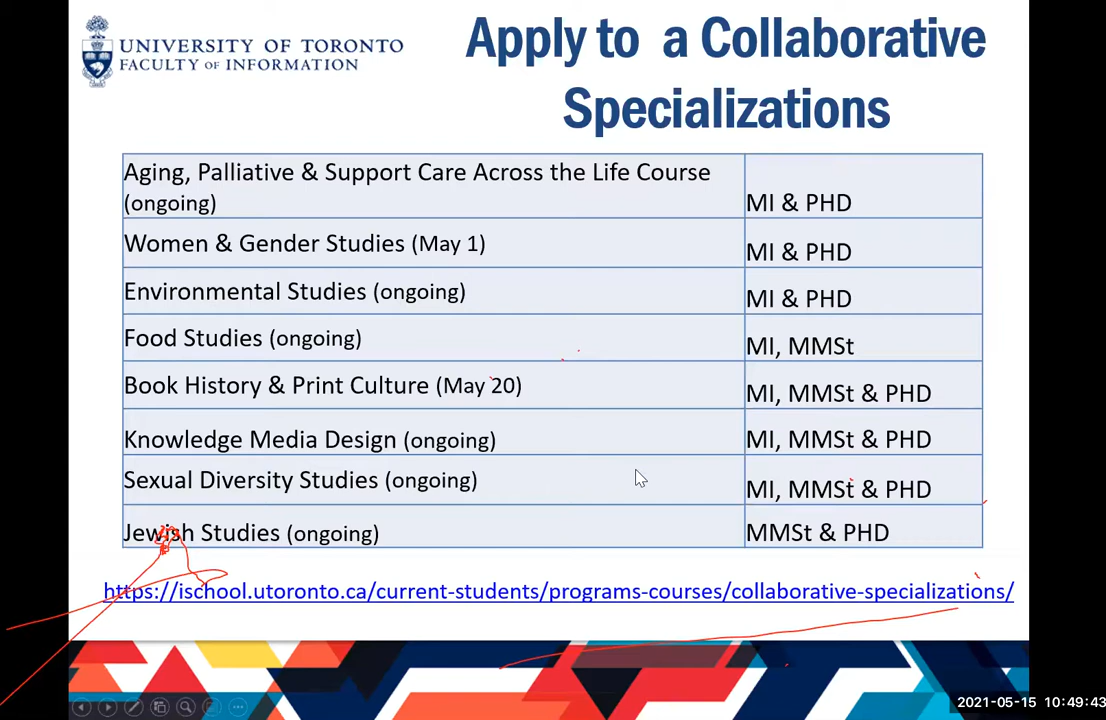 UNIVERSITY OF TORONTO
FACULTY OF INFORMATION
Apply to a Collaborative
Specializations
Aging, Palliative & Support Care Across the Life Course
(ongoing)
MI & PHD
Women & Gender Studies (May 1)
MI & PHD
Environmental Studies (ongoing)
MI & PHD
Food Studies (ongoing)
MI, MMSt
Book History & Print Culture (May 20)
MI, MMSt & PHD
Knowledge Media Design (ongoing)
MI, MMSt & PHD
Sexual Diversity Studies (ongoing)
MI, MMSt & PHD
Jewish Studies (ongoing)
MMSt & PHD
https://ischool.utoronto.ca/current-students/programs-courses/collaborative-specializations/
2021-05-15 10:49:43